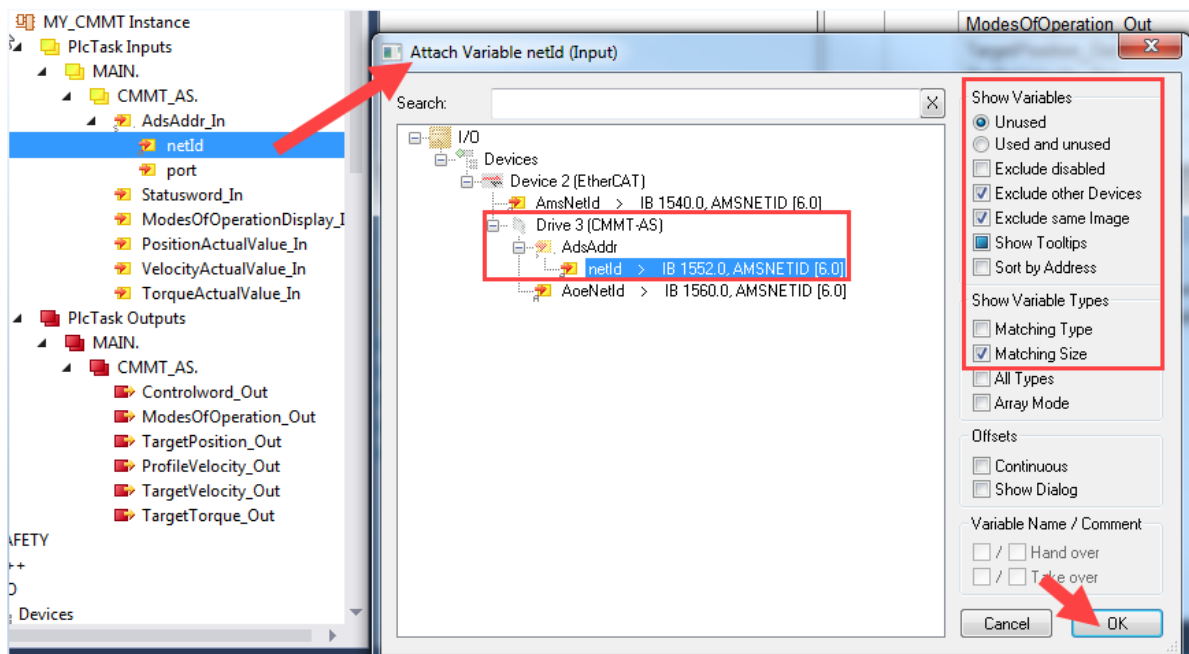 MY_CMMT Instance
PlcTask Inputs
MAIN.
CMMT_AS.
AdsAddr_In
netId
port
Statusword_In
ModesOfOperationDisplay_I
PositionActualValue_In
VelocityActualValue_In
TorqueActualValue_In
PlcTask Outputs
MAIN.
CMMT_AS.
Controlword_Out
ModesOfOperation_Out
TargetPosition_Out
ProfileVelocity_Out
TargetVelocity_Out
TargetTorque_Out
AFETY
++
O
Devices
ModesOfOperation_Out
Attach Variable netId (Input)
Search:
I/O
Devices
Device 2 (EtherCAT)
AmsNetId > IB 1540.0, AMSNETID [6.0]
Drive 3 (CMMT-AS)
AdsAddr
netId > IB 1552.0, AMSNETID [6.0]
AoeNetId > IB 1560.0, AMSNETID [6.0]
Show Variables
Unused
Used and unused
Exclude disabled
Exclude other Devices
Exclude same Image
Show Tooltips
Sort by Address
Show Variable Types
Matching Type
Matching Size
All Types
Array Mode
Offsets
Continuous
Show Dialog
Variable Name / Comment
/ Hand over
/ Take over
Cancel
OK